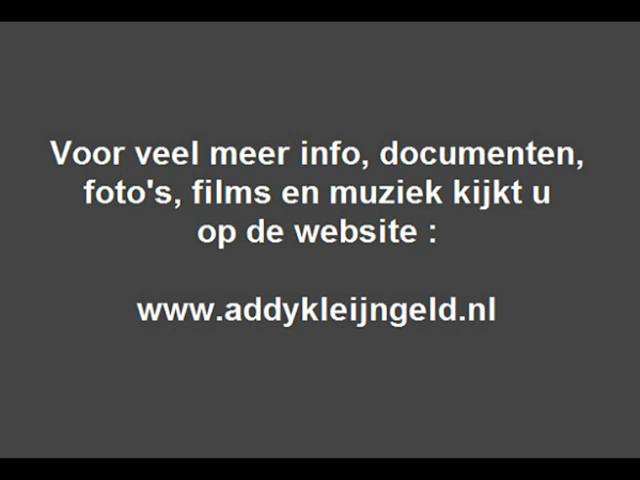 Voor veel meer info, documenten,
foto's, films en muziek kijkt u
op de website :
www.addykleijngeld.nl